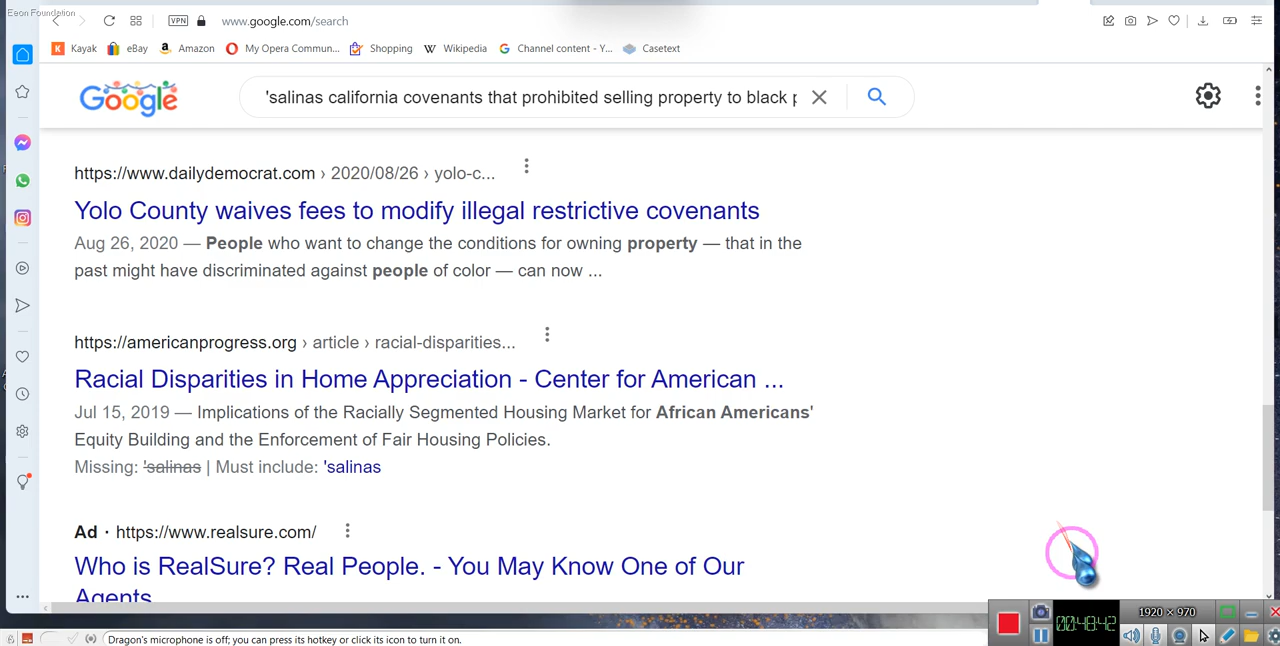 Eeon Foundation
VPN www.google.com/search
Kayak eBay Amazon My Opera Commun... Shopping Wikipedia Channel content - Y... Casetext
Google 'salinas california covenants that prohibited selling property to black p
https://www.dailydemocrat.com › 2020/08/26 › yolo-c...
Yolo County waives fees to modify illegal restrictive covenants
Aug 26, 2020 — People who want to change the conditions for owning property — that in the
past might have discriminated against people of color — can now ...
https://americanprogress.org › article › racial-disparities...
Racial Disparities in Home Appreciation - Center for American ...
Jul 15, 2019 — Implications of the Racially Segmented Housing Market for African Americans'
Equity Building and the Enforcement of Fair Housing Policies.
Missing: 'salinas | Must include: 'salinas
Ad · https://www.realsure.com/
Who is RealSure? Real People. - You May Know One of Our
Agents
Dragon's microphone is off; you can press its hotkey or click its icon to turn it on.
1920 × 970
00:48:42